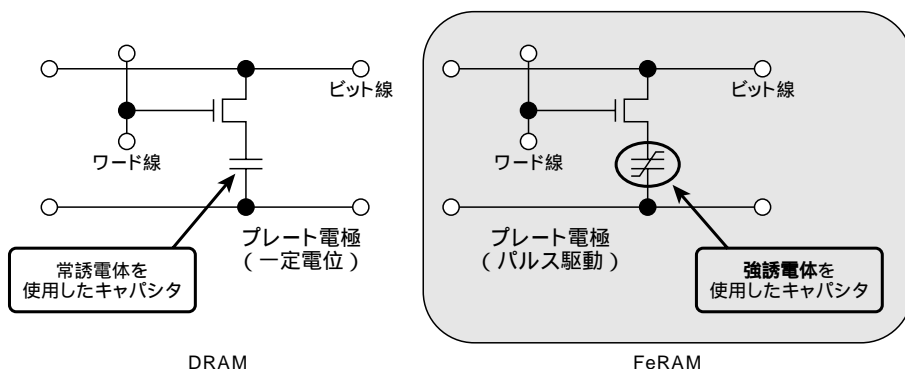 ビット線
ワード線
プレート電極
（一定電位）
常誘電体を
使用したキャパシタ
DRAM
ビット線
ワード線
プレート電極
（パルス駆動）
強誘電体を
使用したキャパシタ
FeRAM